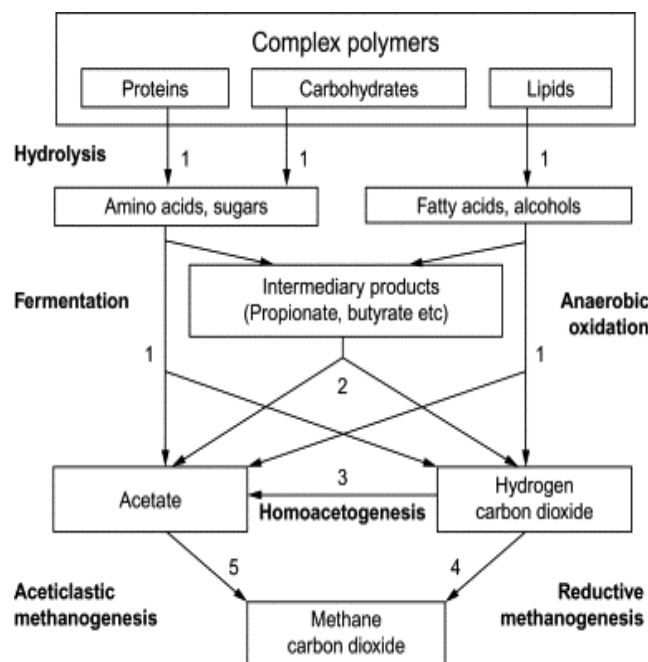 Complex polymers
Proteins
Carbohydrates
Lipids
Hydrolysis
1
1
1
Amino acids, sugars
Fatty acids, alcohols
Intermediary products
(Propionate, butyrate etc)
Fermentation
Anaerobic
oxidation
1
2
1
Acetate
3
Homoacetogenesis
Hydrogen
carbon dioxide
Aceticlastic
methanogenesis
5
4
Reductive
methanogenesis
Methane
carbon dioxide